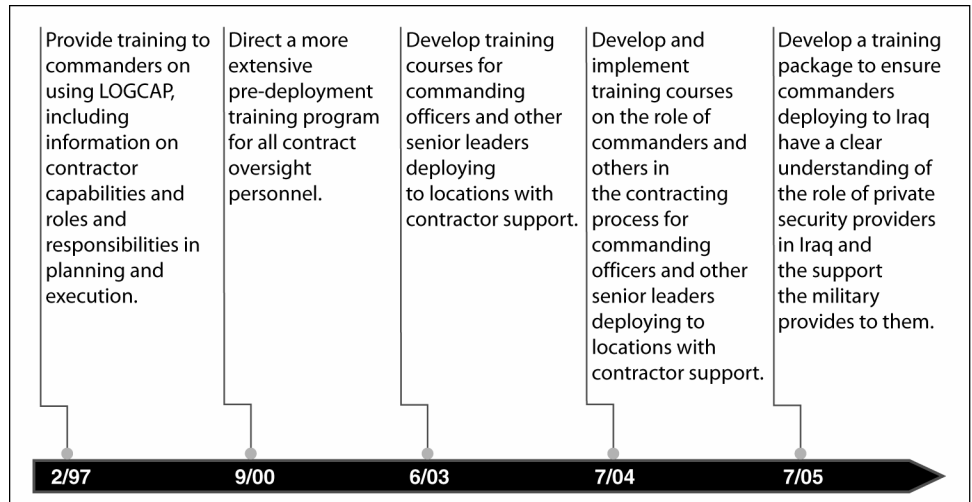 Provide training to
commanders on
using LOGCAP,
including
information on
contractor
capabilities and
roles and
responsibilities in
planning and
execution.
Direct a more
extensive
pre-deployment
training program
for all contract
oversight
personnel.
Develop training
courses for
commanding
officers and other
senior leaders
deploying
to locations with
contractor support.
Develop and
implement
training courses
on the role of
commanders and
others in
the contracting
process for
commanding
officers and other
senior leaders
deploying to
locations with
contractor support.
Develop a training
package to ensure
commanders
deploying to Iraq
have a clear
understanding of
the role of private
security providers
in Iraq and
the support
the military
provides to them.
2/97
9/00
6/03
7/04
7/05